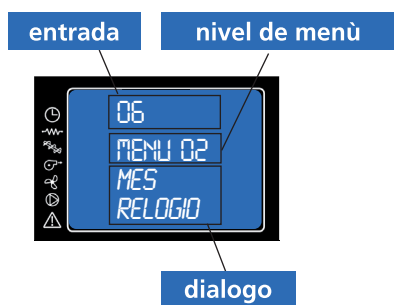 entrada
nivel de menù
06
MENU 02
MES
RELOGIO
dialogo